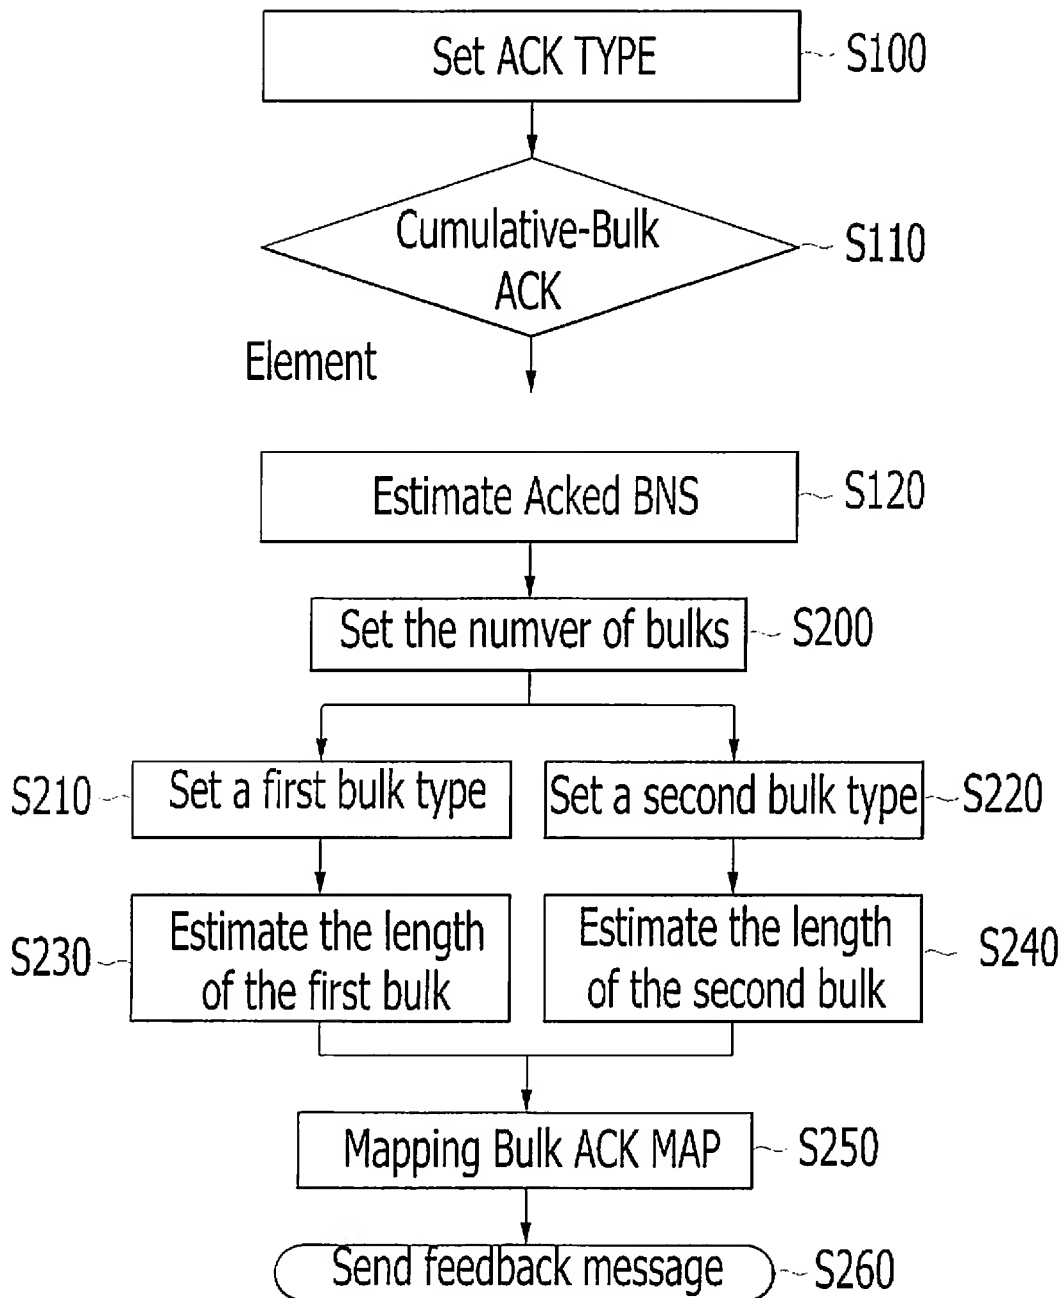 Set ACK TYPE
S100
Cumulative-Bulk
ACK
S110
Element
Estimate Acked BNS
S120
Set the numver of bulks
S200
S210
Set a first bulk type
Set a second bulk type
S220
S230
Estimate the length
of the first bulk
Estimate the length
of the second bulk
S240
Mapping Bulk ACK MAP
S250
Send feedback message
S260